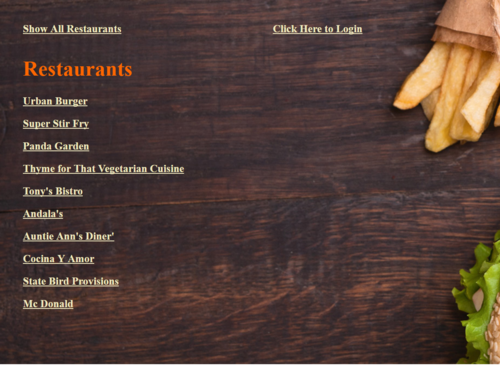 Show All Restaurants
Click Here to Login
Restaurants
Urban Burger
Super Stir Fry
Panda Garden
Thyme for That Vegetarian Cuisine
Tony's Bistro
Andala's
Auntie Ann's Diner'
Cocina Y Amor
State Bird Provisions
Mc Donald